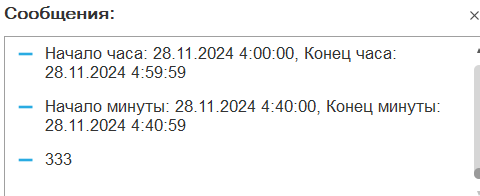 Сообщения:
Начало часа: 28.11.2024 4:00:00, Конец часа:
28.11.2024 4:59:59
Начало минуты: 28.11.2024 4:40:00, Конец минуты:
28.11.2024 4:40:59
333